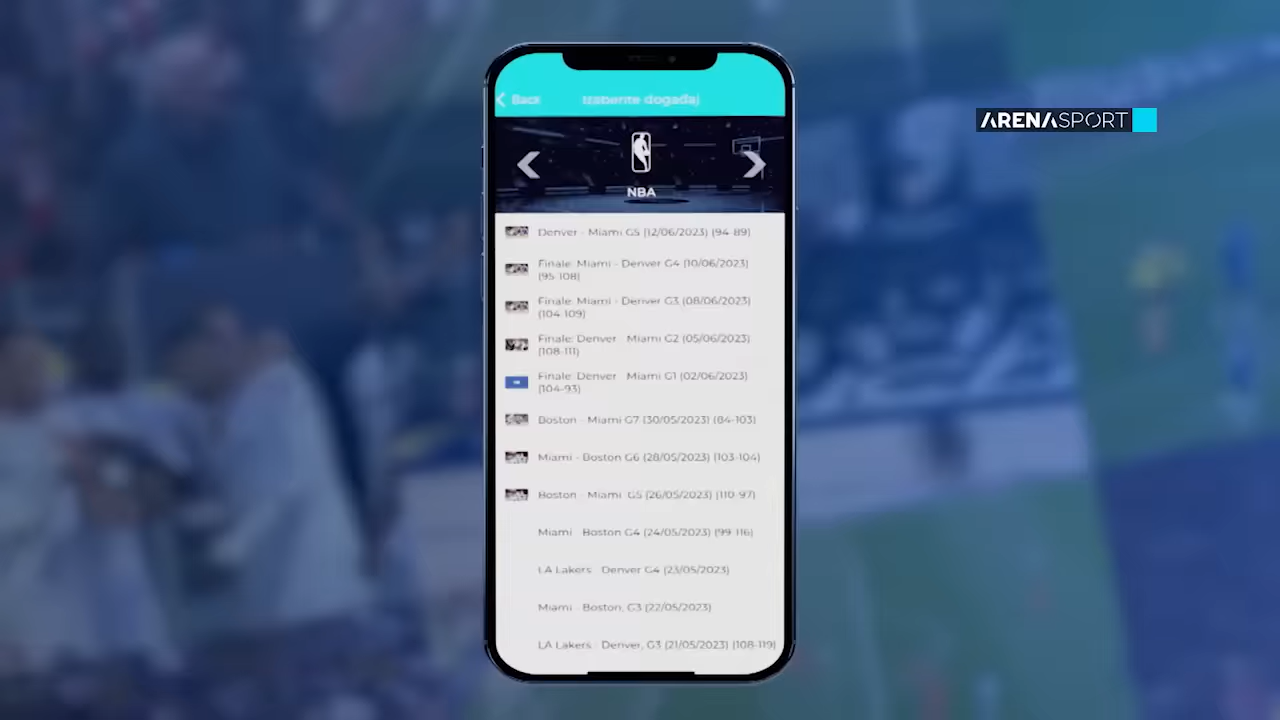 ARENASPORT
Back
Izaberite događaj
NBA
Denver - Miami G5 (12/06/2023) (94-89)
Finale: Miami - Denver G4 (10/06/2023)
(95-108)
Finale: Miami - Denver G3 (08/06/2023)
(104-109)
Finale: Denver - Miami G2 (05/06/2023)
(108-111)
Finale: Denver - Miami G1 (02/06/2023)
(104-93)
Boston - Miami G7 (30/05/2023) (84-103)
Miami - Boston G6 (28/05/2023) (103-104)
Boston - Miami G5 (26/05/2023) (110-97)
Miami - Boston G4 (24/05/2023) (99-116)
LA Lakers - Denver G4 (23/05/2023)
Miami - Boston, G3 (22/05/2023)
LA Lakers - Denver, G3 (21/05/2023) (108-119)